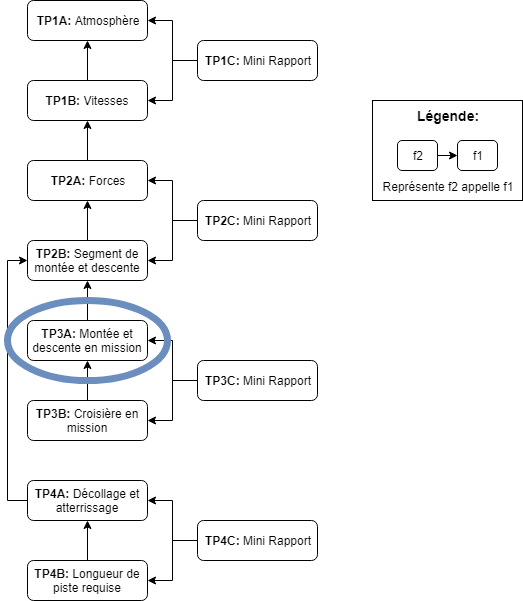 TP1A: Atmosphère
TP1C: Mini Rapport
TP1B: Vitesses
Légende:
f2
f1
Représente f2 appelle f1
TP2A: Forces
TP2C: Mini Rapport
TP2B: Segment de
montée et descente
TP3A: Montée et
descente en mission
TP3C: Mini Rapport
TP3B: Croisière en
mission
TP4A: Décollage et
atterrissage
TP4C: Mini Rapport
TP4B: Longueur de
piste requise